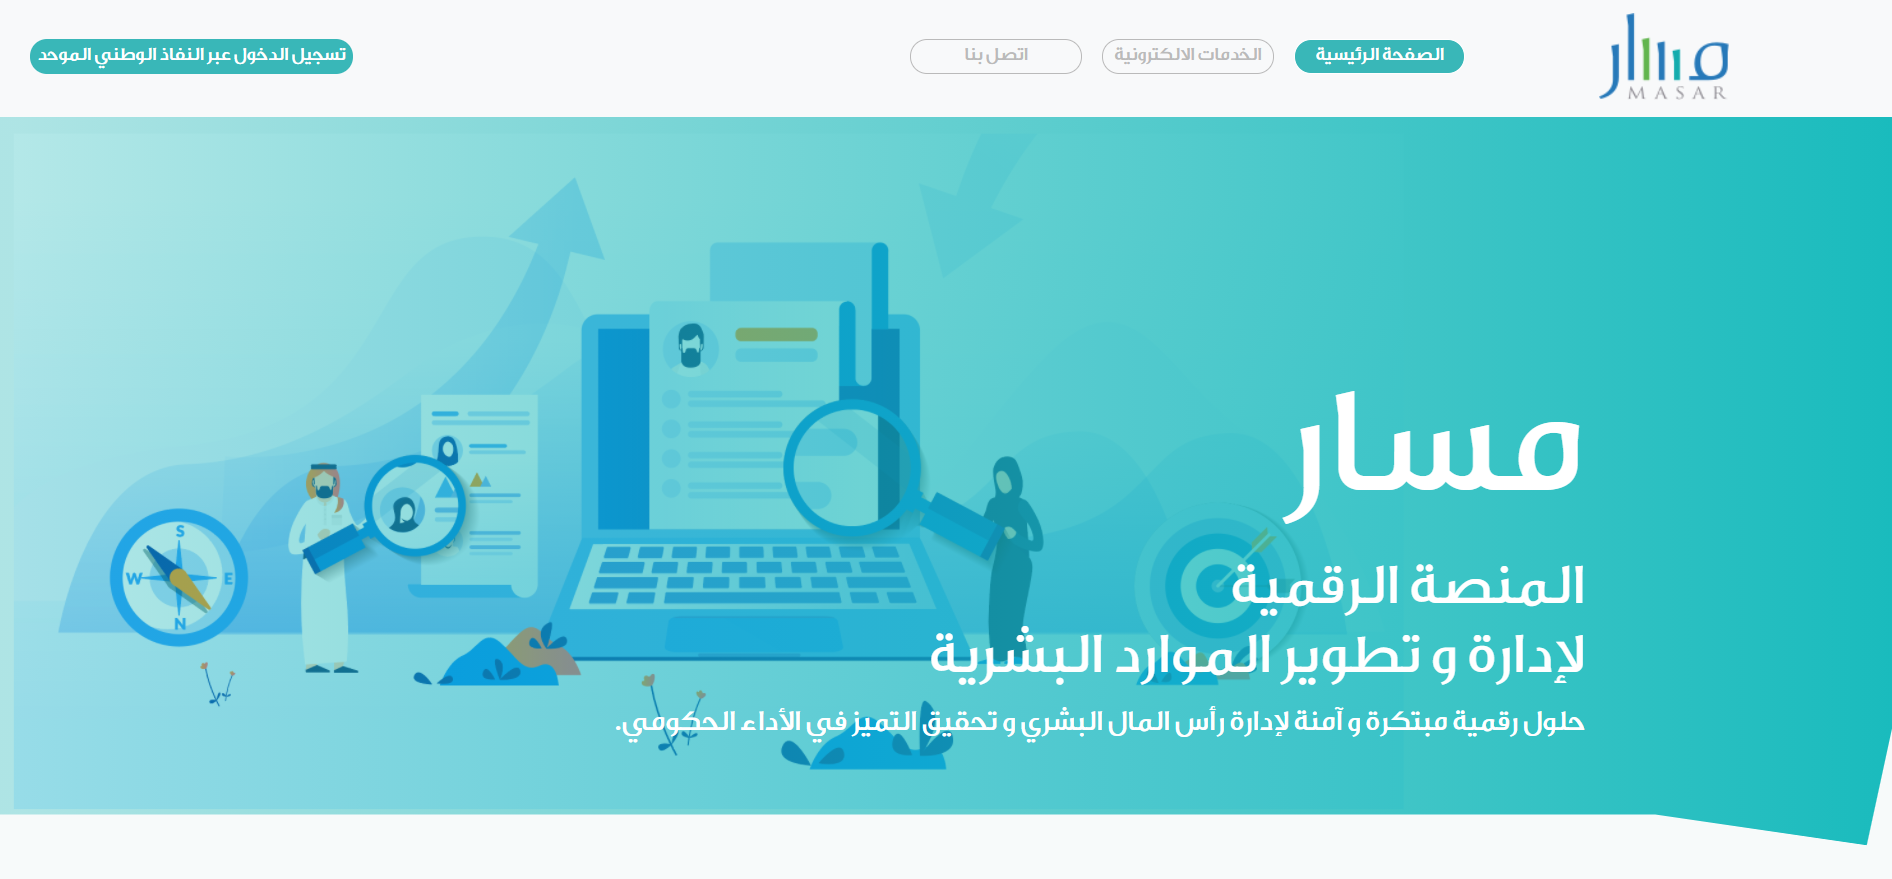 مسار
MASAR
الصفحة الرئيسية
الخدمات الالكترونية
اتصل بنا
تسجيل الدخول عبر النفاذ الوطني الموحد
مسار
المنصة الرقمية
لإدارة و تطوير الموارد البشرية
حلول رقمية مبتكرة و آمنة لإدارة رأس المال البشري و تحقيق التميز في الأداء الحكومي.
S
W E
N